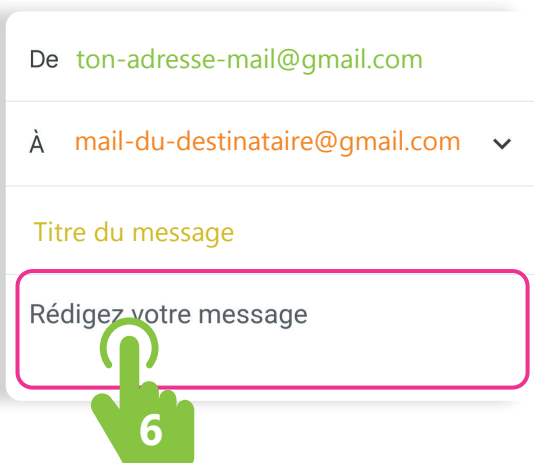 De ton-adresse-mail@gmail.com
À mail-du-destinataire@gmail.com
Titre du message
Rédigez votre message
6